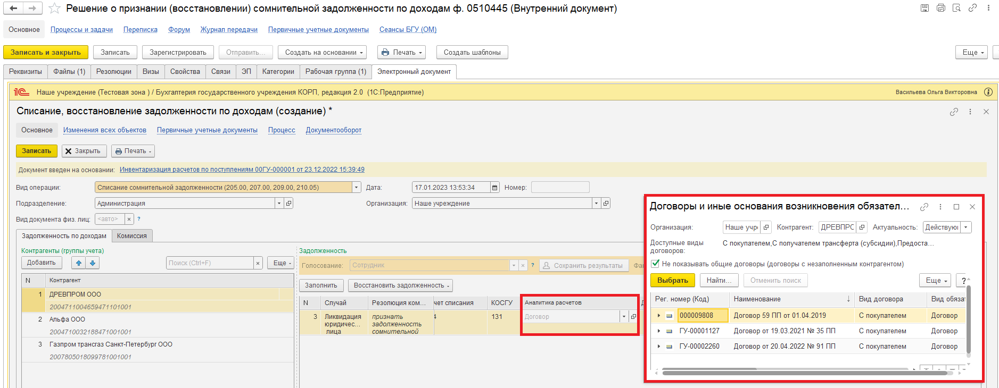 Решение о признании (восстановлении) сомнительной задолженности по доходам ф. 0510445 (Внутренний документ)
Основное Процессы и задачи Переписка Форум Журнал передачи Первичные учетные документы Сеансы БГУ (ОМ)
Записать и закрыть Записать Зарегистрировать Отправить... Создать на основании Печать Создать шаблоны Еще
Реквизиты Файлы (1) Резолюции Визы Свойства Связи ЭП Категории Рабочая группа (1) Электронный документ
1С Наше учреждение (Тестовая зона ) / Бухгалтерия государственного учреждения КОРП, редакция 2.0 (1С:Предприятие) Васильева Ольга Викторовна
Списание, восстановление задолженности по доходам (создание) *
Основное Изменения всех объектов Первичные учетные документы Процесс Документооборот
Записать Закрыть Печать
Документ введен на основании: Инвентаризация расчетов по поступлениям 00ГУ-000001 от 23.12.2022 15:39:49
Вид операции: Списание сомнительной задолженности (205.00, 207.00, 209.00, 210.05) Дата: 17.01.2023 13:53:34 Номер:
Подразделение: Администрация Организация: Наше учреждение
Вид документа физ. лиц: <авто> ?
Задолженность по доходам Комиссия
Контрагенты (группы учета)
Добавить Поиск (Ctrl+F) × Еще
N Контрагент
1 ДРЕВПРОМ ООО
2004711004659471101001
2 Альфа ООО
2004710032188471001001
3 Газпром трансгаз Санкт-Петербург ООО
2007805018099781001001
Задолженность
Голосование: Сотрудник ? Сохранить результаты Фа
Заполнить Восстановить задолженность
N Случай Резолюция ком... чет списания КОСГУ Аналитика расчетов
3 Ликвидация юридичес... лица признать задолженность сомнительной 4 131 Договор
Договоры и иные основания возникновения обязател...
Организация: Наше учр Контрагент: ДРЕВПРС Актуальность: Действующ
Доступные виды договоров: С покупателем,С получателем трансферта (субсидии),Предоста...
Не показывать общие договоры (договоры с незаполненным контрагентом)
Выбрать Найти... Отменить поиск Еще ?
Рег. номер (Код) Наименование ↓ Вид договора Вид обязат
000009808 Договор 59 ПП от 01.04.2019 С покупателем Договор
ГУ-00001127 Договор от 19.03.2021 № 35 ПП С покупателем Договор
ГУ-00002260 Договор от 20.04.2022 № 91 ПП С покупателем Договор